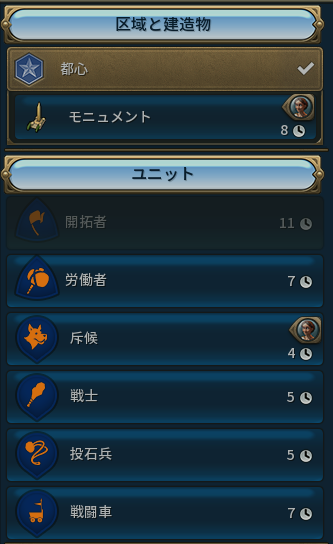 区域と建造物
都心
モニュメント
8
ユニット
開拓者 11
労働者 7
斥候
4
戦士 5
投石兵 5
戦闘車 7